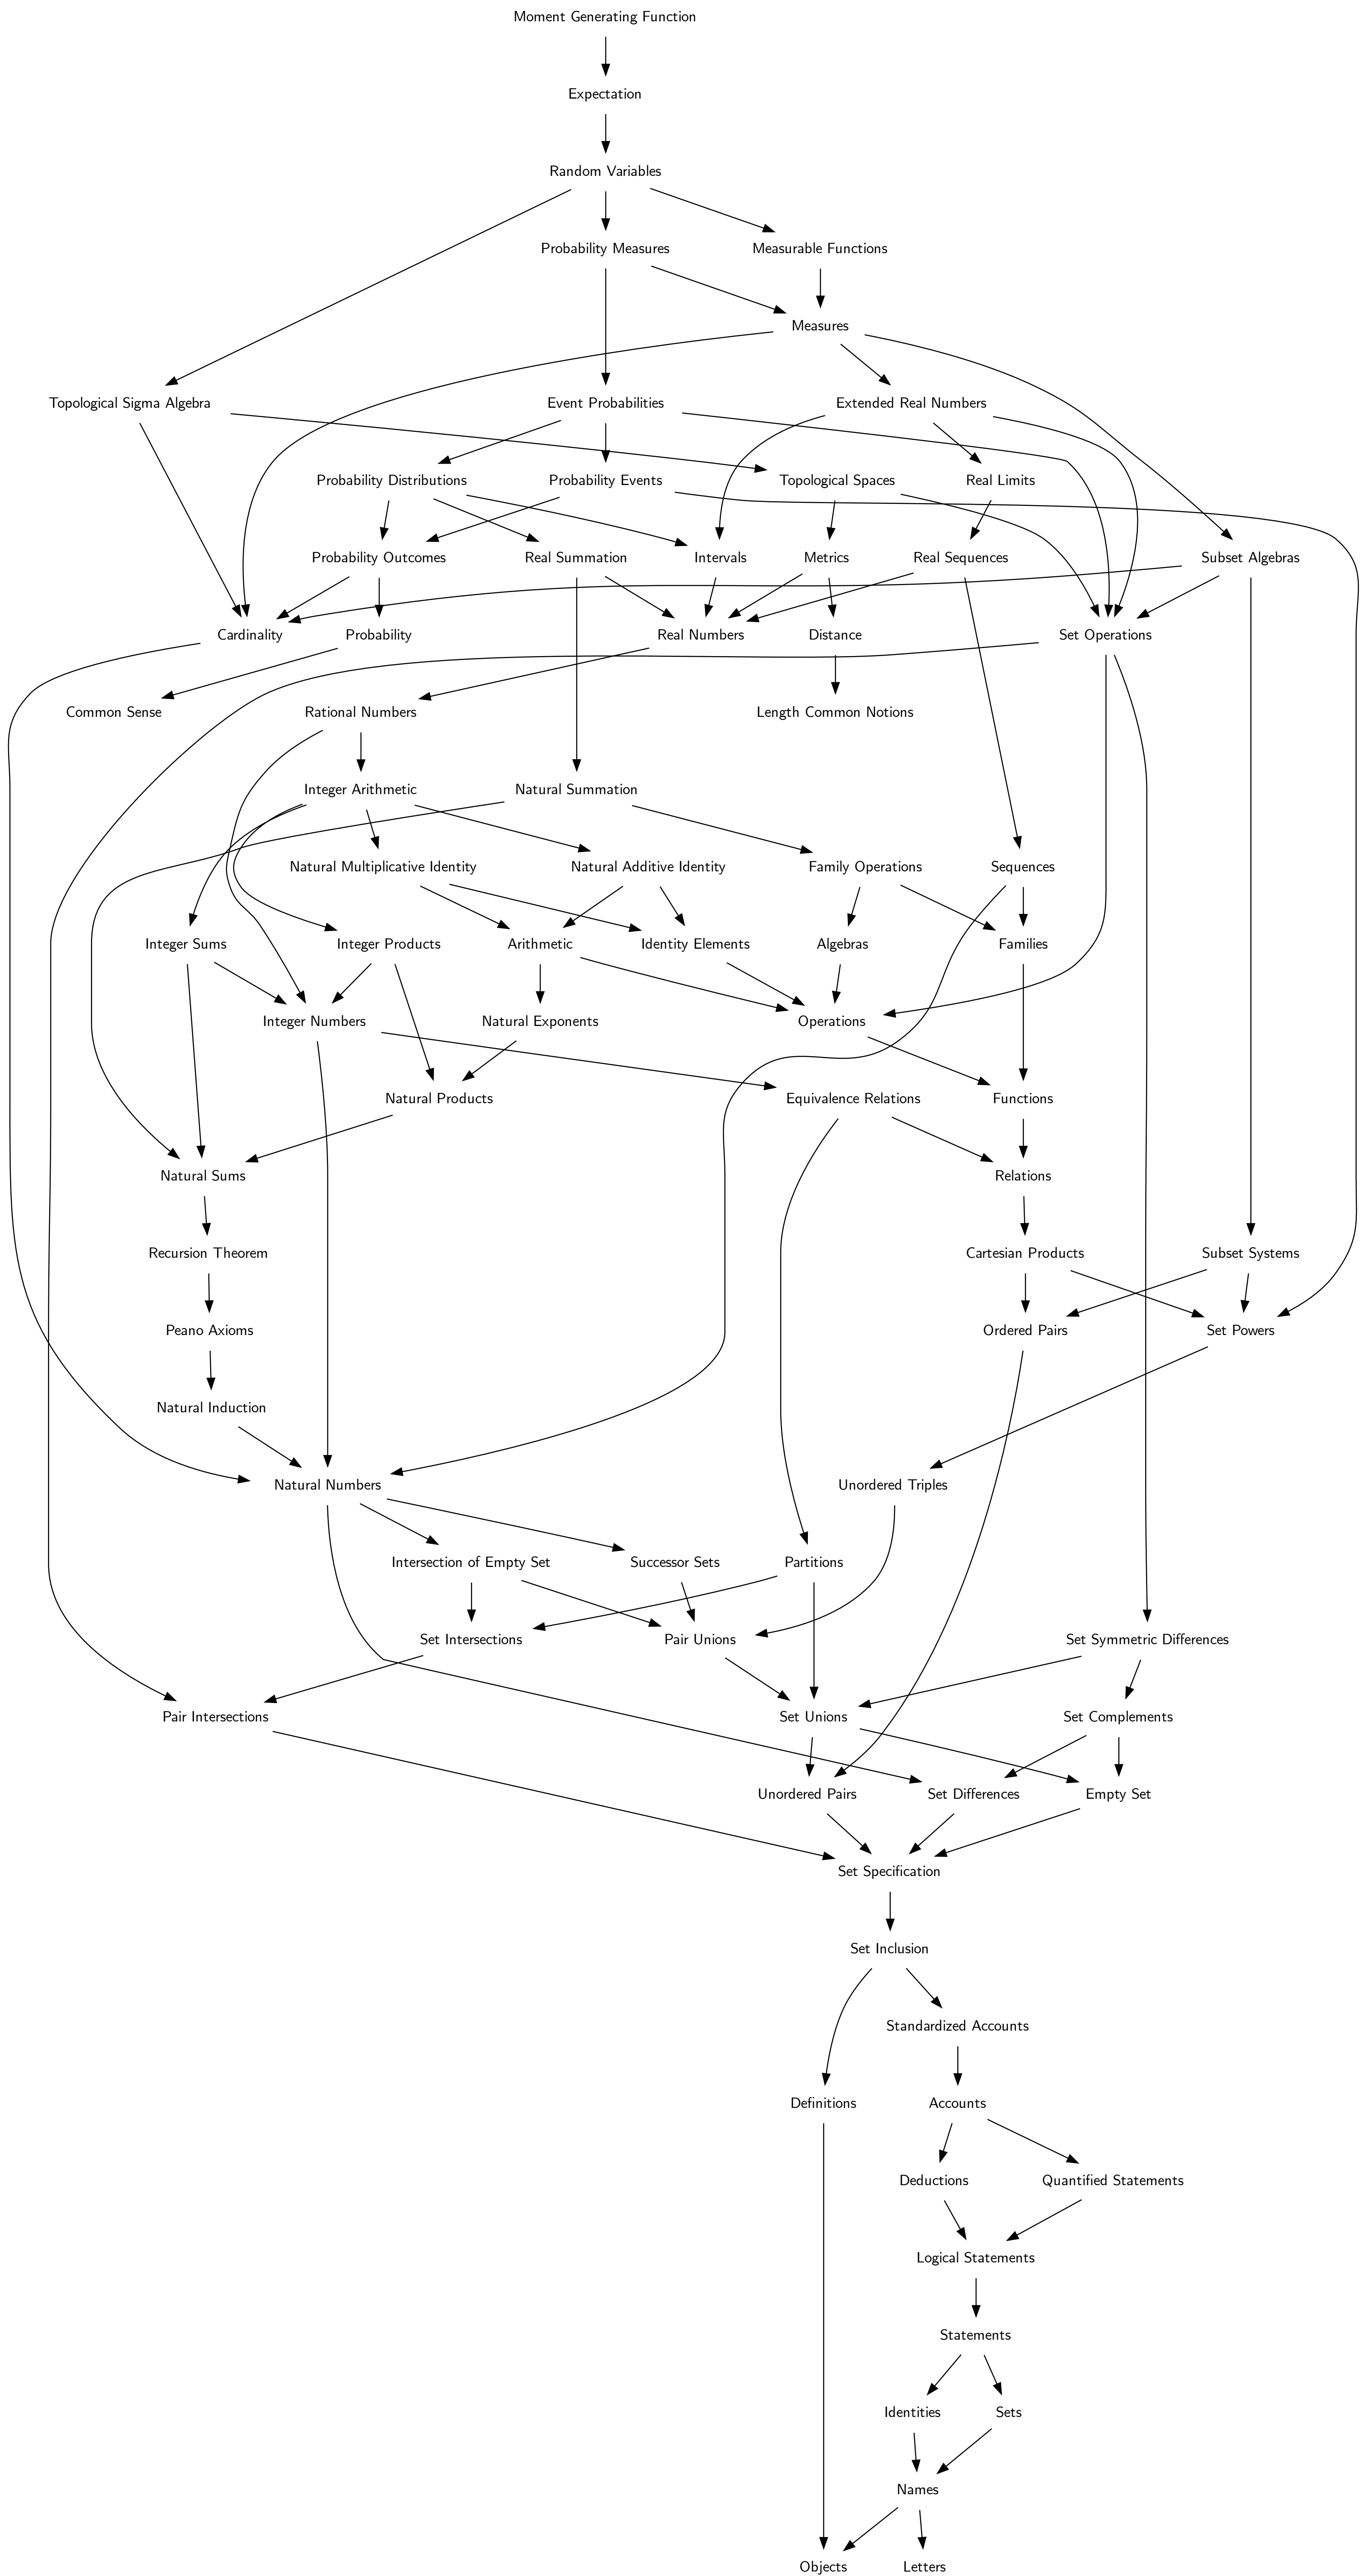 Moment Generating Function
Expectation
Random Variables
Probability Measures
Measurable Functions
Measures
Topological Sigma Algebra
Event Probabilities
Extended Real Numbers
Probability Distributions
Probability Events
Topological Spaces
Real Limits
Probability Outcomes
Real Summation
Intervals
Metrics
Real Sequences
Subset Algebras
Cardinality
Probability
Real Numbers
Distance
Set Operations
Common Sense
Rational Numbers
Length Common Notions
Integer Arithmetic
Natural Summation
Natural Multiplicative Identity
Natural Additive Identity
Family Operations
Sequences
Integer Sums
Integer Products
Arithmetic
Identity Elements
Algebras
Families
Integer Numbers
Natural Exponents
Operations
Natural Products
Equivalence Relations
Functions
Natural Sums
Relations
Recursion Theorem
Cartesian Products
Subset Systems
Peano Axioms
Ordered Pairs
Set Powers
Natural Induction
Natural Numbers
Unordered Triples
Intersection of Empty Set
Successor Sets
Partitions
Set Intersections
Pair Unions
Set Symmetric Differences
Pair Intersections
Set Unions
Set Complements
Unordered Pairs
Set Differences
Empty Set
Set Specification
Set Inclusion
Standardized Accounts
Definitions
Accounts
Deductions
Quantified Statements
Logical Statements
Statements
Identities
Sets
Names
Objects
Letters